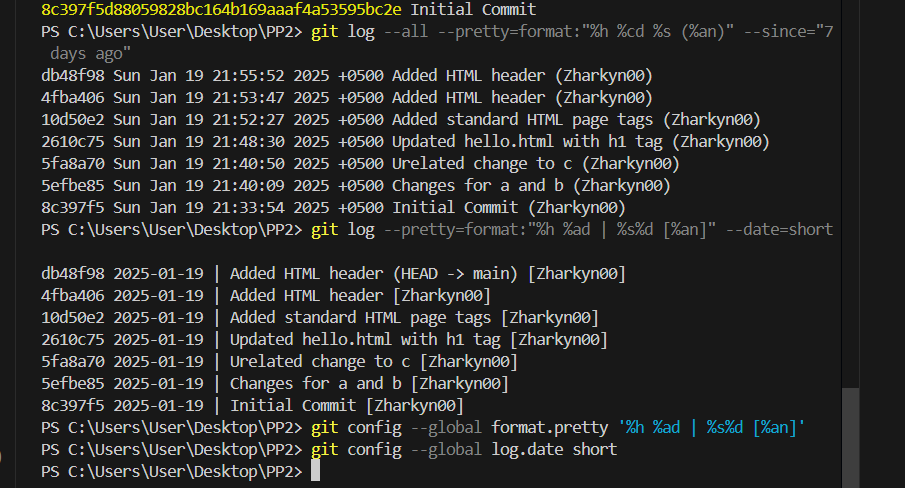 8c397f5d88059828bc164b169aaaf4a53595bc2e Initial Commit
PS C:\Users\User\Desktop\PP2> git log --all --pretty=format:"%h %cd %s (%an)" --since="7
days ago"
db48f98 Sun Jan 19 21:55:52 2025 +0500 Added HTML header (Zharkyn00)
4fba406 Sun Jan 19 21:53:47 2025 +0500 Added HTML header (Zharkyn00)
10d50e2 Sun Jan 19 21:52:27 2025 +0500 Added standard HTML page tags (Zharkyn00)
2610c75 Sun Jan 19 21:48:30 2025 +0500 Updated hello.html with h1 tag (Zharkyn00)
5fa8a70 Sun Jan 19 21:40:50 2025 +0500 Urelated change to c (Zharkyn00)
5efbe85 Sun Jan 19 21:40:09 2025 +0500 Changes for a and b (Zharkyn00)
8c397f5 Sun Jan 19 21:33:54 2025 +0500 Initial Commit (Zharkyn00)
PS C:\Users\User\Desktop\PP2> git log --pretty=format:"%h %ad | %s%d [%an]" --date=short
db48f98 2025-01-19 | Added HTML header (HEAD -> main) [Zharkyn00]
4fba406 2025-01-19 | Added HTML header [Zharkyn00]
10d50e2 2025-01-19 | Added standard HTML page tags [Zharkyn00]
2610c75 2025-01-19 | Updated hello.html with h1 tag [Zharkyn00]
5fa8a70 2025-01-19 | Urelated change to c [Zharkyn00]
5efbe85 2025-01-19 | Changes for a and b [Zharkyn00]
8c397f5 2025-01-19 | Initial Commit [Zharkyn00]
PS C:\Users\User\Desktop\PP2> git config --global format.pretty '%h %ad | %s%d [%an]'
PS C:\Users\User\Desktop\PP2> git config --global log.date short
PS C:\Users\User\Desktop\PP2>